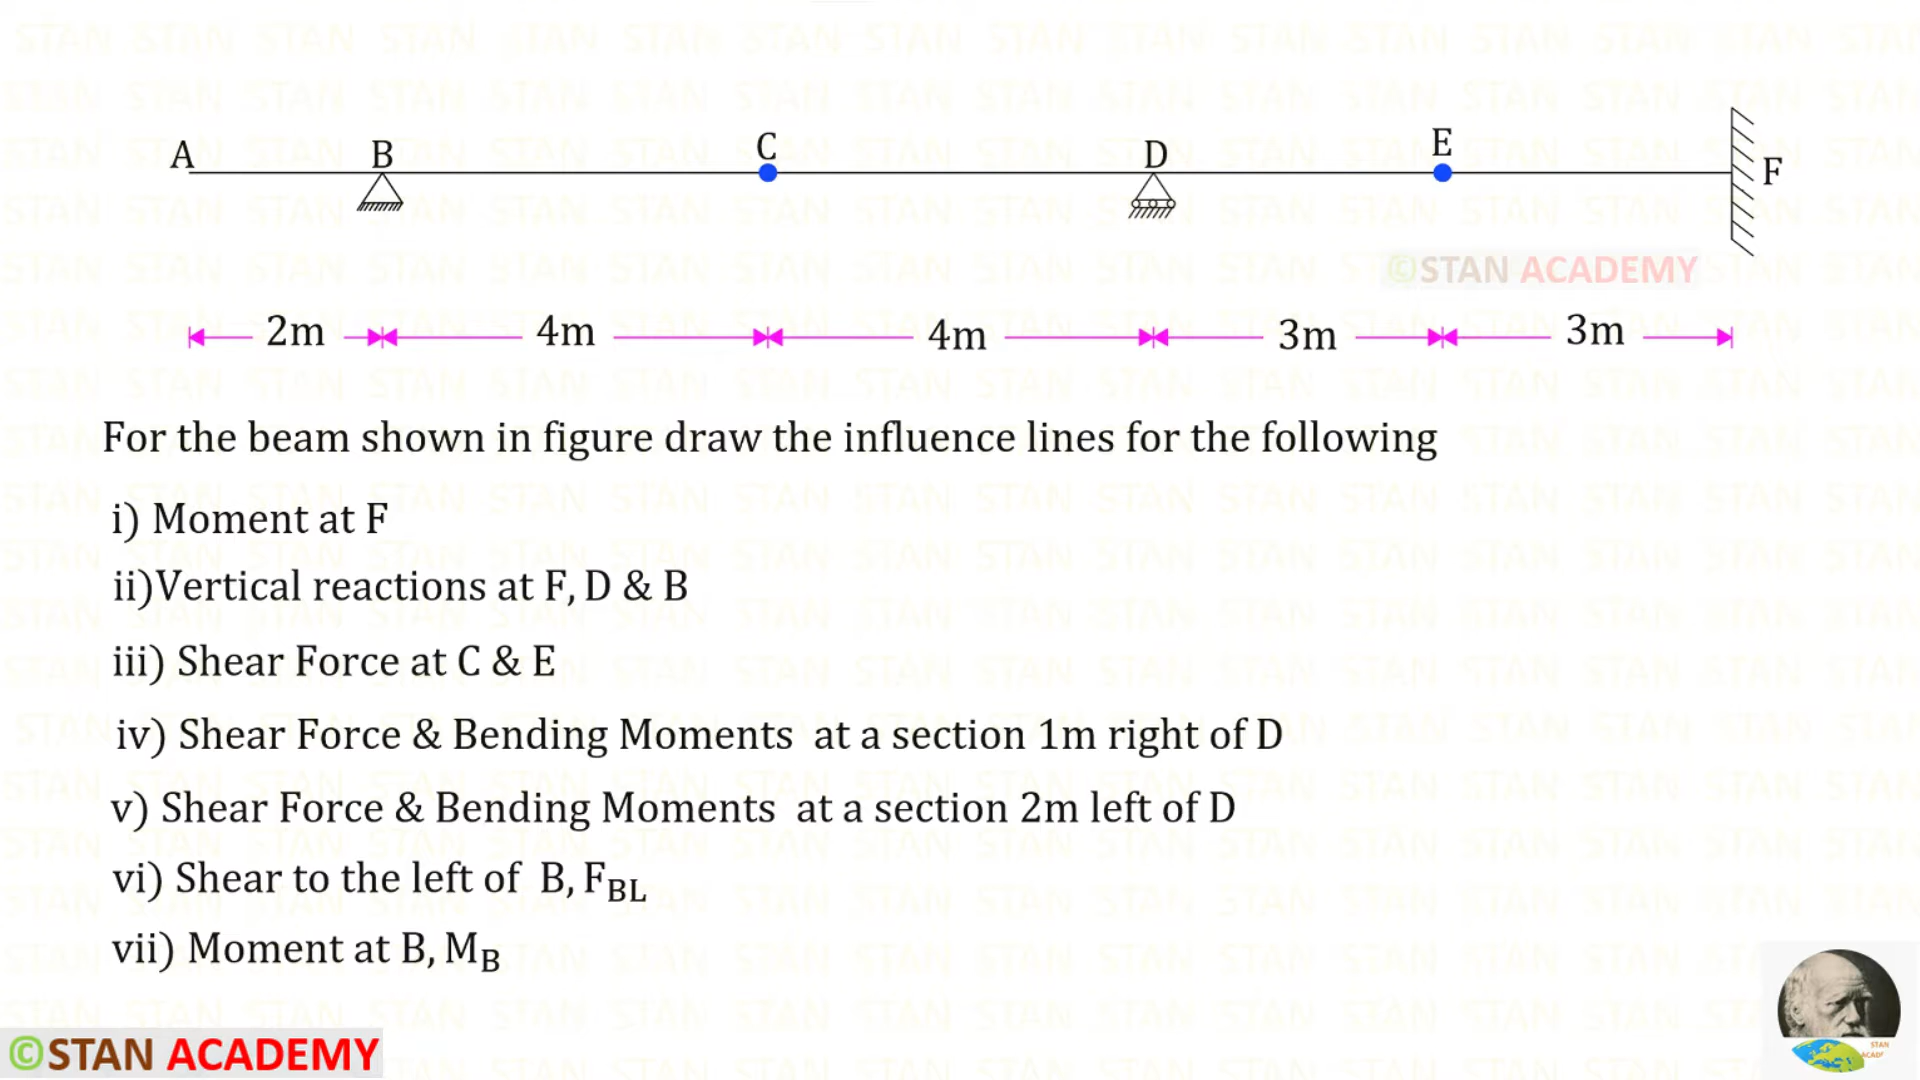 A B C D E F
©STAN ACADEMY
2m 4m 4m 3m 3m
For the beam shown in figure draw the influence lines for the following
i) Moment at F
ii)Vertical reactions at F, D & B
iii) Shear Force at C & E
iv) Shear Force & Bending Moments at a section 1m right of D
v) Shear Force & Bending Moments at a section 2m left of D
vi) Shear to the left of B, FBL
vii) Moment at B, MB
©STAN ACADEMY
STAN